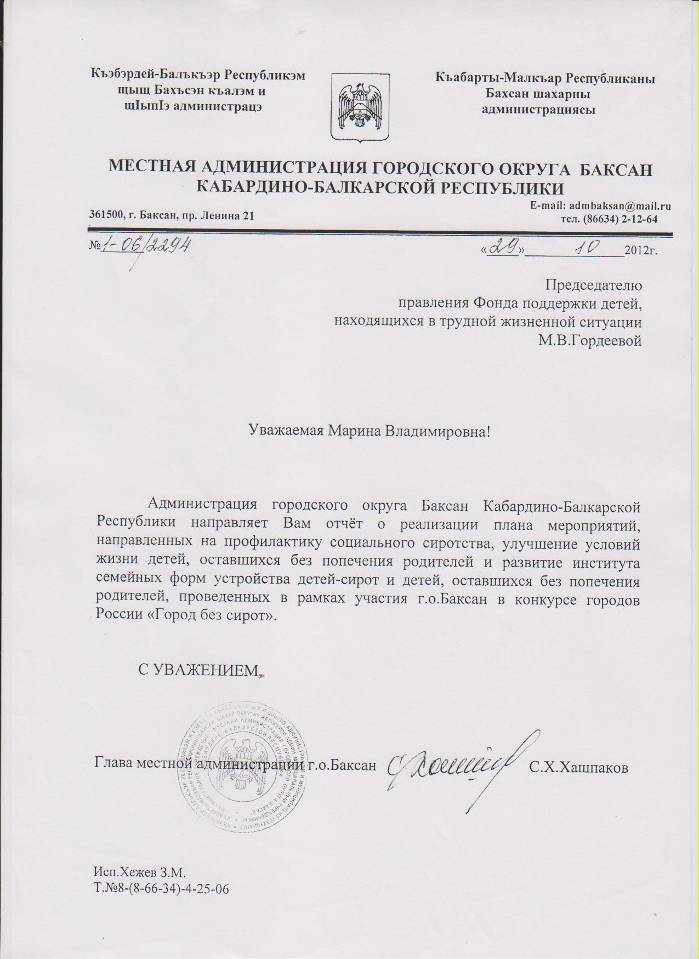 Къэбэрдей-Балъкъэр Республикэм
щыщ Бахъсэн къалэм и
щӀыпӀэ администрацэ
Къабарты-Малкъар Республиканы
Бахсан шахарны
администрациясы
МЕСТНАЯ АДМИНИСТРАЦИЯ ГОРОДСКОГО ОКРУГА БАКСАН
КАБАРДИНО-БАЛКАРСКОЙ РЕСПУБЛИКИ
E-mail: admbaksan@mail.ru
361500, г. Баксан, пр. Ленина 21
тел. (86634) 2-12-64
№1-06/2294 «29» 10 2012г.
Председателю
правления Фонда поддержки детей,
находящихся в трудной жизненной ситуации
М.В.Гордеевой
Уважаемая Марина Владимировна!
Администрация городского округа Баксан Кабардино-Балкарской
Республики направляет Вам отчёт о реализации плана мероприятий,
направленных на профилактику социального сиротства, улучшение условий
жизни детей, оставшихся без попечения родителей и развитие института
семейных форм устройства детей-сирот и детей, оставшихся без попечения
родителей, проведенных в рамках участия г.о.Баксан в конкурсе городов
России «Город без сирот».
С УВАЖЕНИЕМ,
Глава местной администрации г.о.Баксан С.Х.Хашпаков
Исп.Хежев З.М.
Т.№8-(8-66-34)-4-25-06